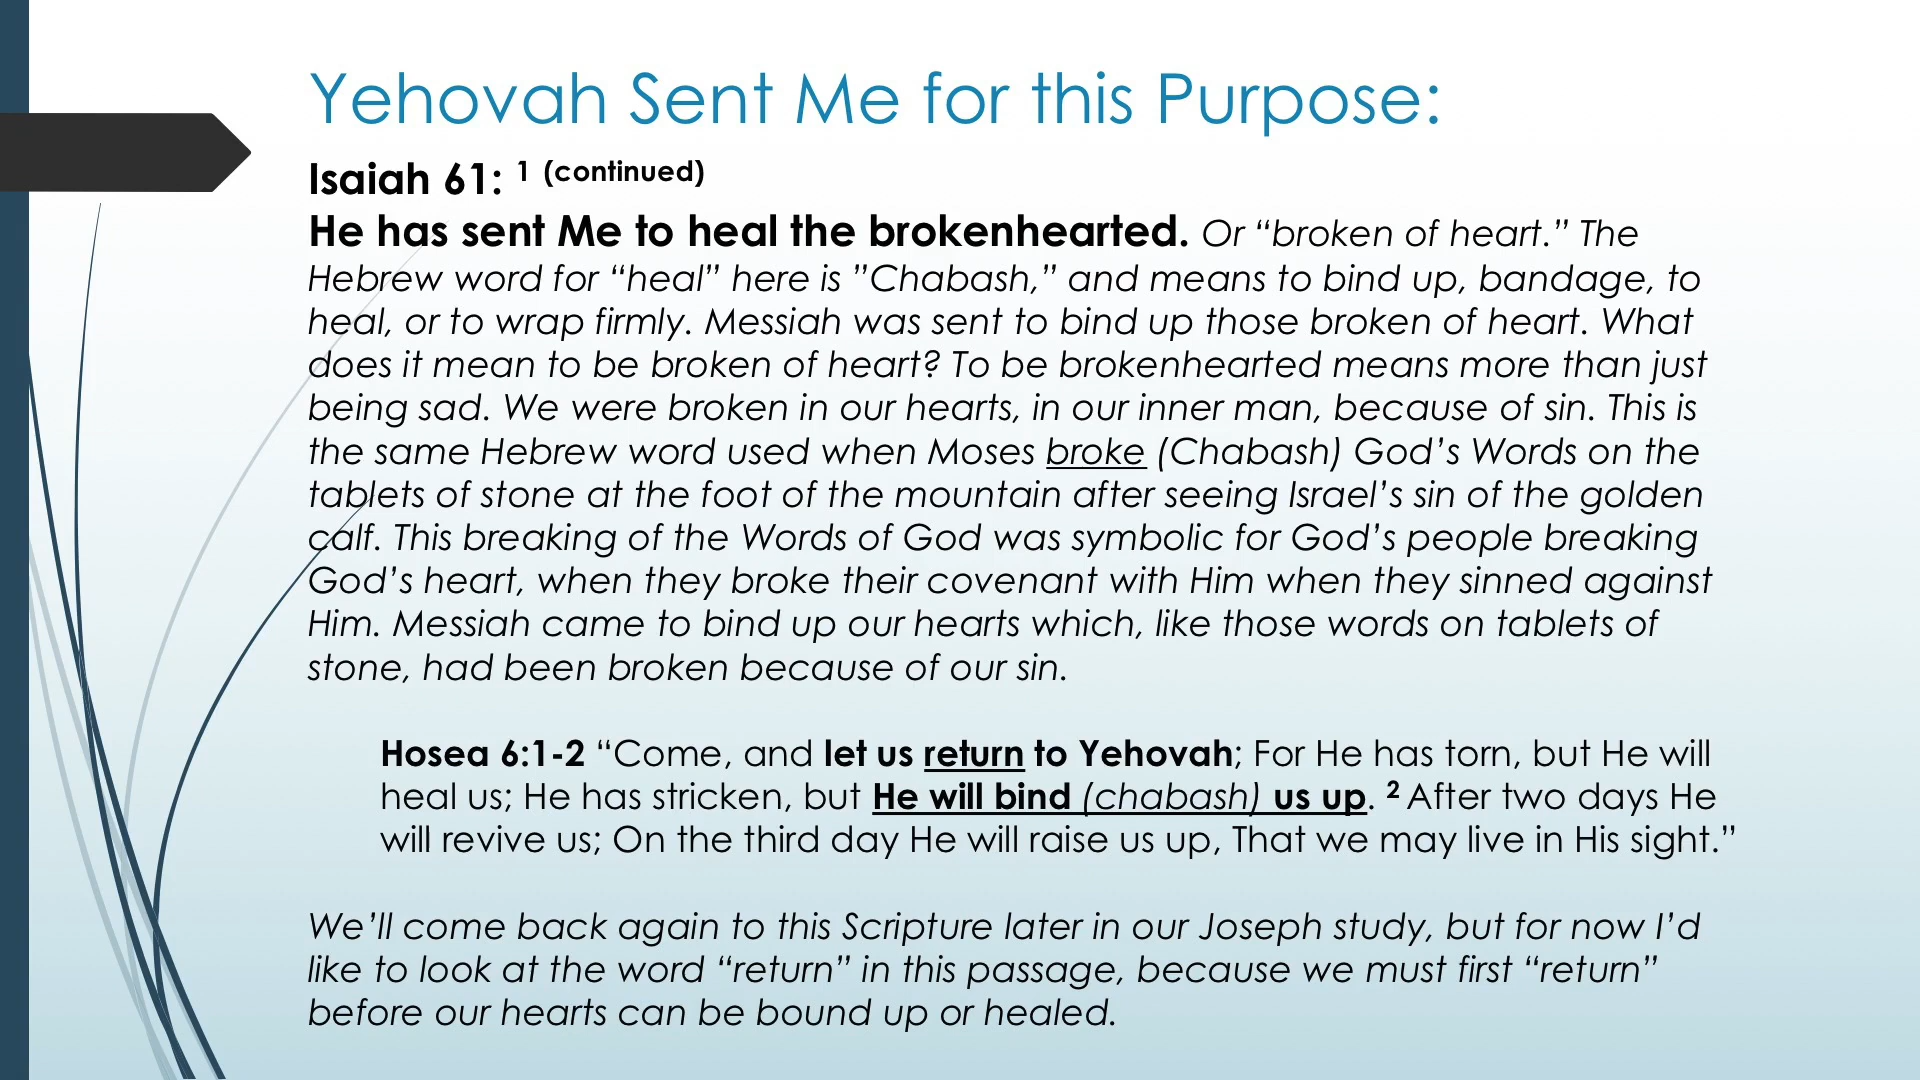 Yehovah Sent Me for this Purpose:
Isaiah 61: 1 (continued)
He has sent Me to heal the brokenhearted. Or “broken of heart.” The
Hebrew word for “heal” here is ”Chabash,” and means to bind up, bandage, to
heal, or to wrap firmly. Messiah was sent to bind up those broken of heart. What
does it mean to be broken of heart? To be brokenhearted means more than just
being sad. We were broken in our hearts, in our inner man, because of sin. This is
the same Hebrew word used when Moses broke (Chabash) God’s Words on the
tablets of stone at the foot of the mountain after seeing Israel’s sin of the golden
calf. This breaking of the Words of God was symbolic for God’s people breaking
God’s heart, when they broke their covenant with Him when they sinned against
Him. Messiah came to bind up our hearts which, like those words on tablets of
stone, had been broken because of our sin.
Hosea 6:1-2 “Come, and let us return to Yehovah; For He has torn, but He will
heal us; He has stricken, but He will bind (chabash) us up. 2 After two days He
will revive us; On the third day He will raise us up, That we may live in His sight.”
We’ll come back again to this Scripture later in our Joseph study, but for now I’d
like to look at the word “return” in this passage, because we must first “return”
before our hearts can be bound up or healed.